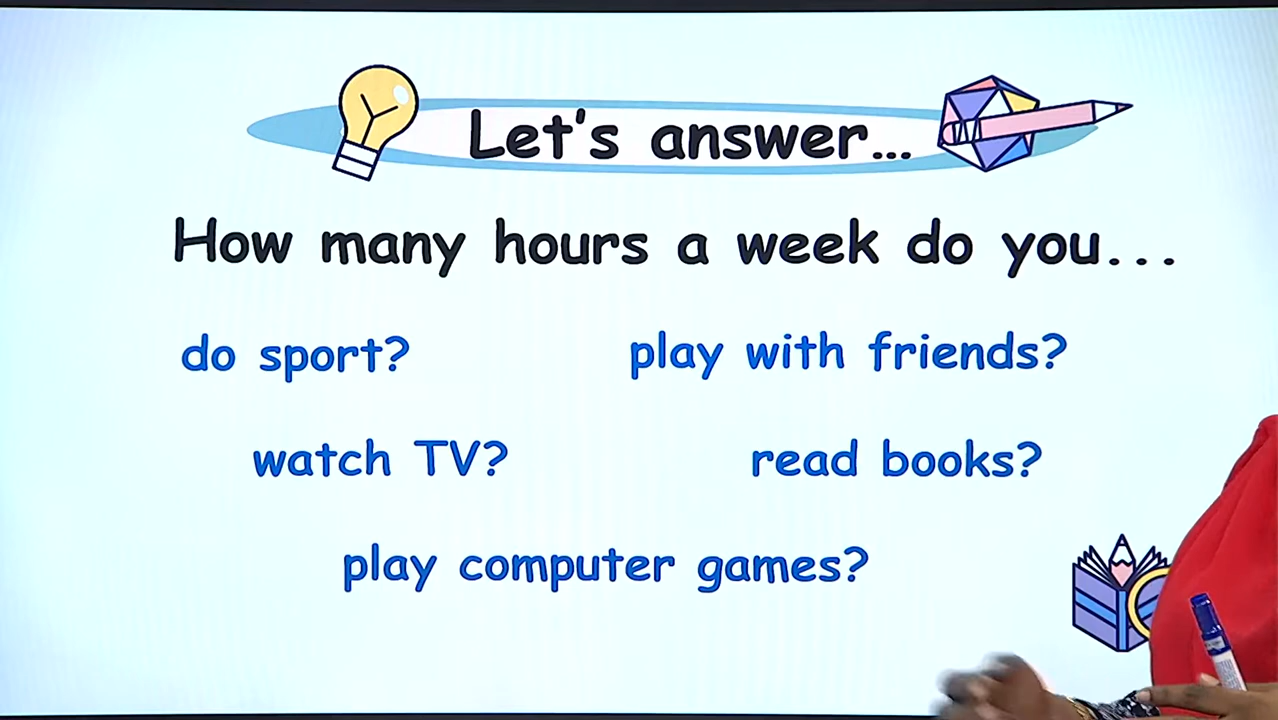 Let's answer...
How many hours a week do you...
do sport? play with friends?
watch TV? read books?
play computer games?